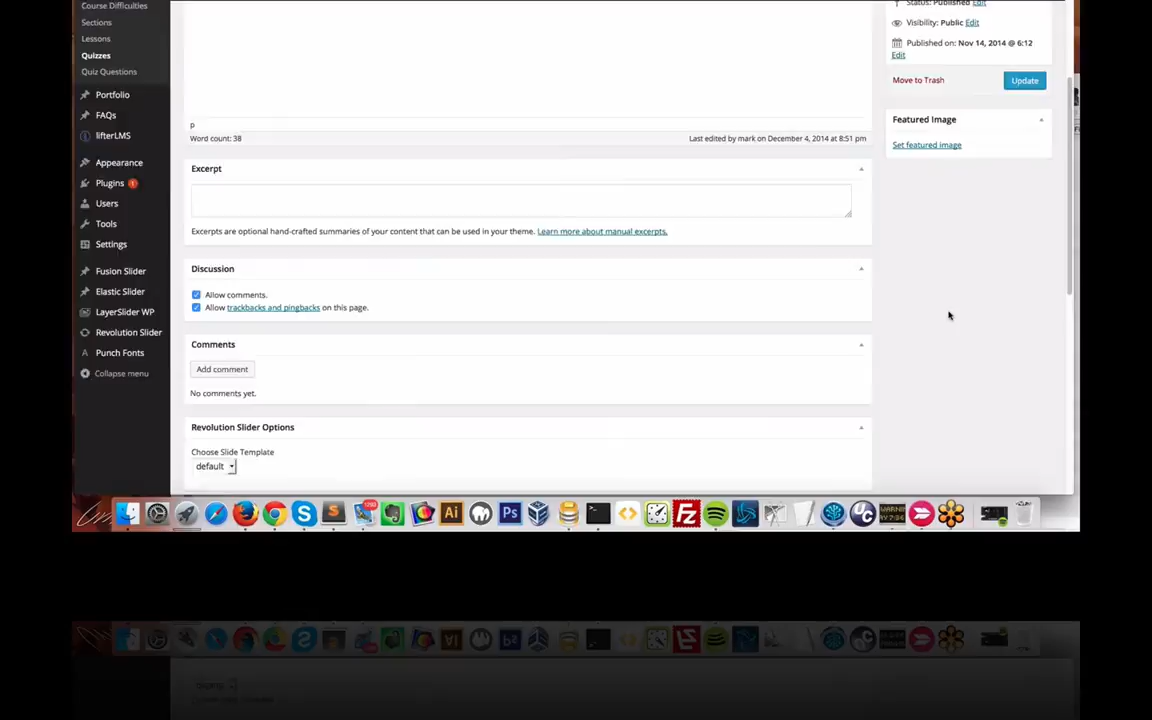 Course Difficulties
Sections
Lessons
Quizzes
Quiz Questions
Portfolio
FAQs
lifterLMS
Appearance
Plugins 1
Users
Tools
Settings
Fusion Slider
Elastic Slider
LayerSlider WP
Revolution Slider
Punch Fonts
Collapse menu
p
Word count: 38
Last edited by mark on December 4, 2014 at 8:51 pm
Excerpt
Excerpts are optional hand-crafted summaries of your content that can be used in your theme. Learn more about manual excerpts.
Discussion
Allow comments.
Allow trackbacks and pingbacks on this page.
Comments
Add comment
No comments yet.
Revolution Slider Options
Choose Slide Template
default
Status: Published Edit
Visibility: Public Edit
Published on: Nov 14, 2014 @ 6:12
Edit
Move to Trash
Update
Featured Image
Set featured image
Ai
Ps
Fz
UC